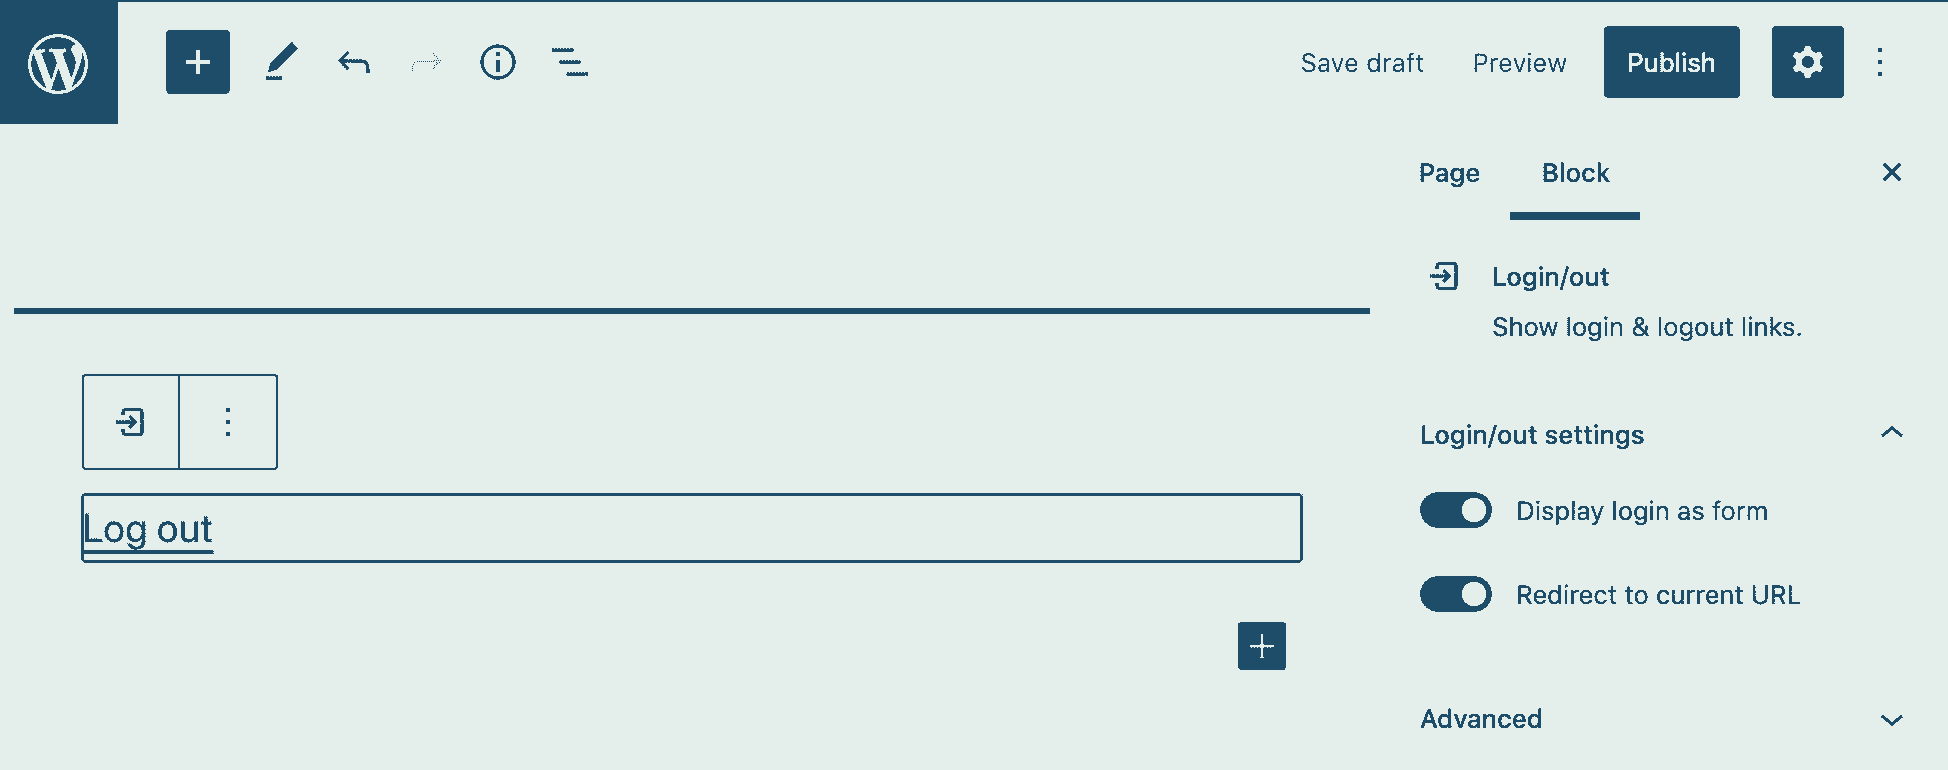 Save draft
Preview
Publish
Page
Block
Login/out
Show login & logout links.
Log out
Login/out settings
Display login as form
Redirect to current URL
Advanced